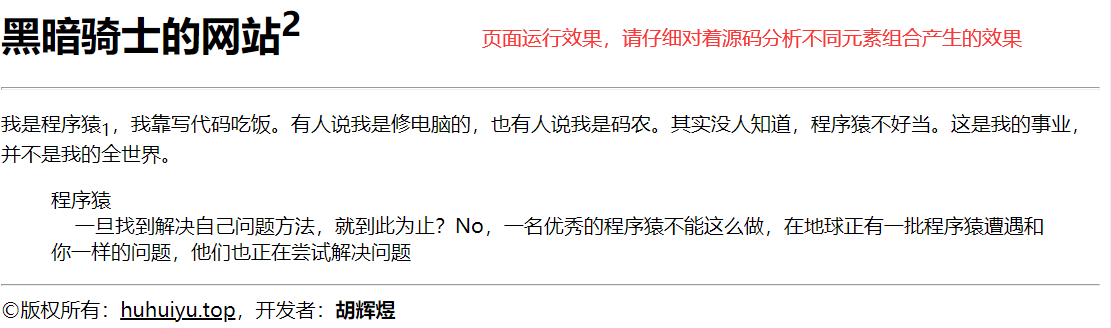 黑暗骑士的网站2
页面运行效果，请仔细对着源码分析不同元素组合产生的效果
我是程序猿1，我靠写代码吃饭。有人说我是修电脑的，也有人说我是码农。其实没人知道，程序猿不好当。这是我的事业，
并不是我的全世界。
程序猿
一旦找到解决自己问题方法，就到此为止？No，一名优秀的程序猿不能这么做，在地球正有一批程序猿遭遇和
你一样的问题，他们也正在尝试解决问题
©版权所有：huhuiyu.top，开发者：胡辉煜